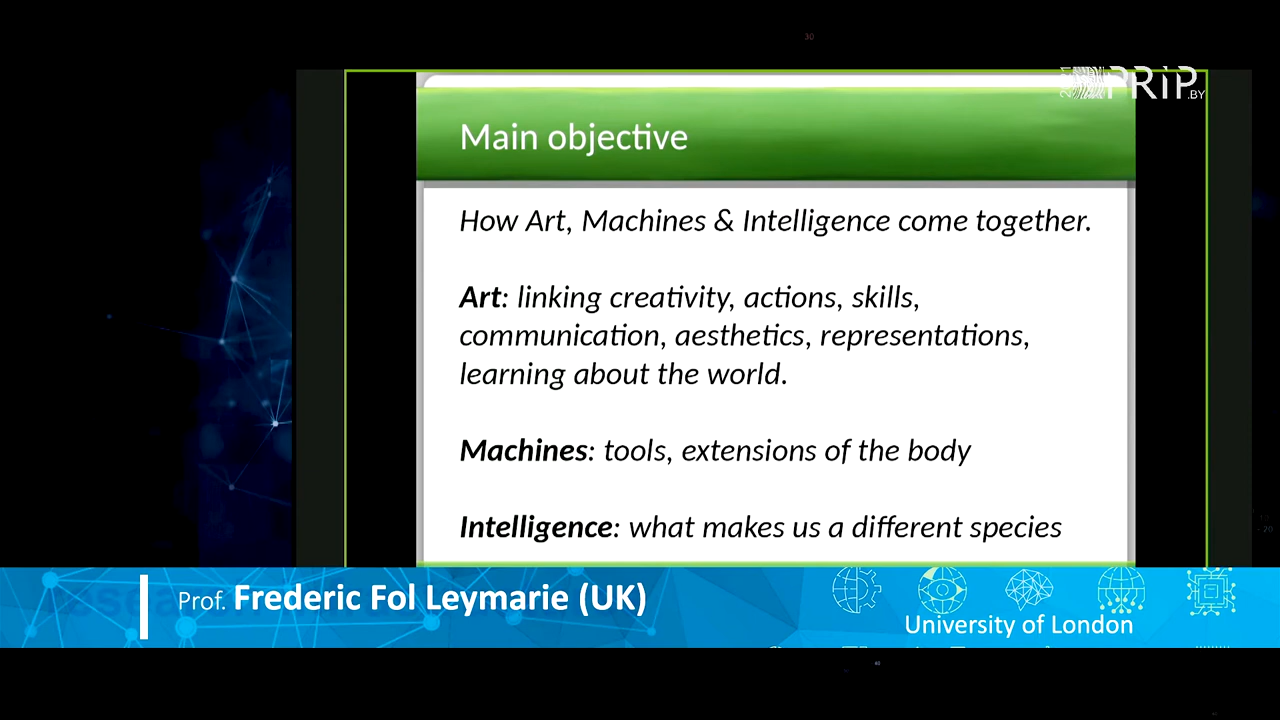 30
PRIP
.BY
Main objective
How Art, Machines & Intelligence come together.
Art: linking creativity, actions, skills,
communication, aesthetics, representations,
learning about the world.
Machines: tools, extensions of the body
Intelligence: what makes us a different species
Prof. Frederic Fol Leymarie (UK)
University of London